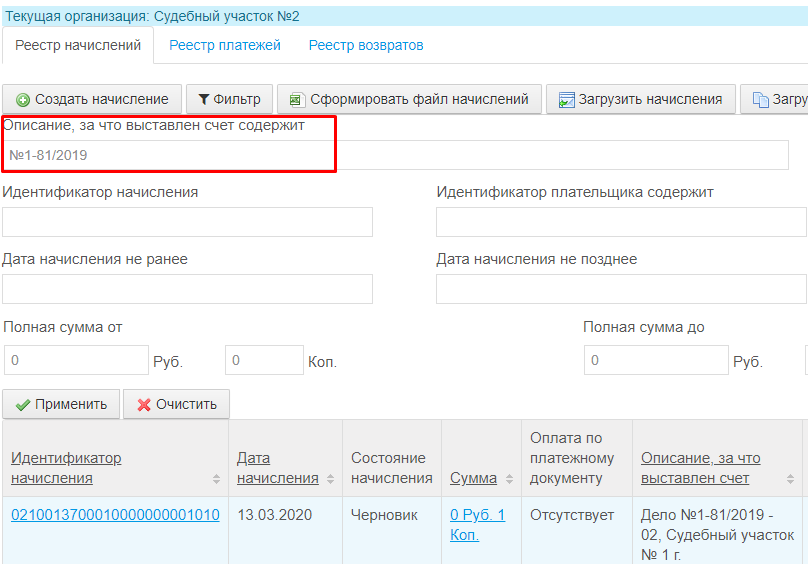 Текущая организация: Судебный участок №2
Реестр начислений Реестр платежей Реестр возвратов
Создать начисление Фильтр Сформировать файл начислений Загрузить начисления Загру
Описание, за что выставлен счет содержит
№1-81/2019
Идентификатор начисления Идентификатор плательщика содержит
Дата начисления не ранее Дата начисления не позднее
Полная сумма от Полная сумма до
0 Руб. 0 Коп. 0 Руб.
Применить Очистить
Идентификатор начисления Дата начисления Состояние начисления Сумма Оплата по платежному документу Описание, за что выставлен счет
0210013700010000000001010 13.03.2020 Черновик 0 Руб. 1 Коп. Отсутствует Дело №1-81/2019 - 02, Судебный участок № 1 г.